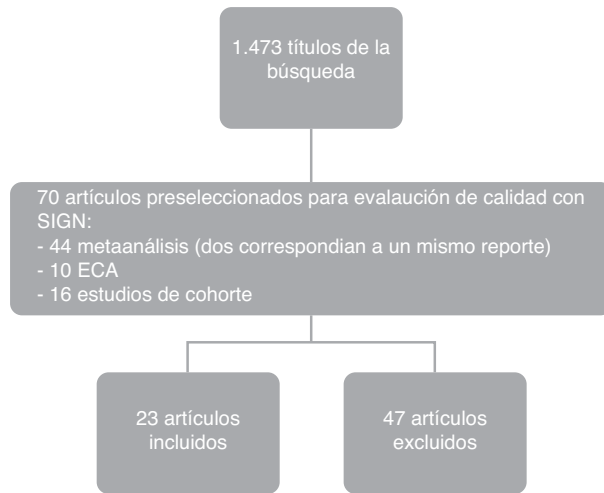 1.473 títulos de la
búsqueda
70 artículos preseleccionados para evalaución de calidad con
SIGN:
- 44 metaanálisis (dos correspondian a un mismo reporte)
- 10 ECA
- 16 estudios de cohorte
23 artículos
incluidos
47 artículos
excluidos